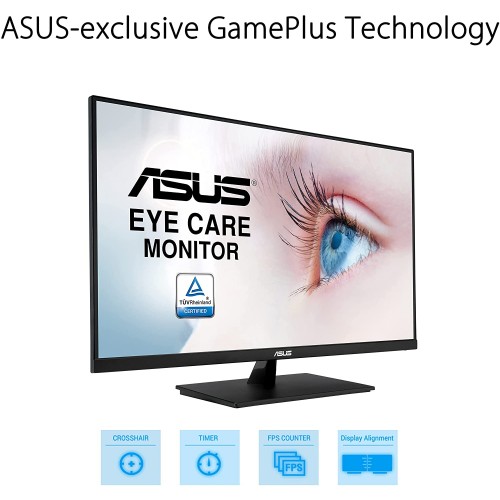 ASUS-exclusive GamePlus Technology
ASUS
EYE CARE
MONITOR
TÜVRheinland
CERTIFIED
ASUS
CROSSHAIR
TIMER
FPS COUNTER
Display Alignment
FPS